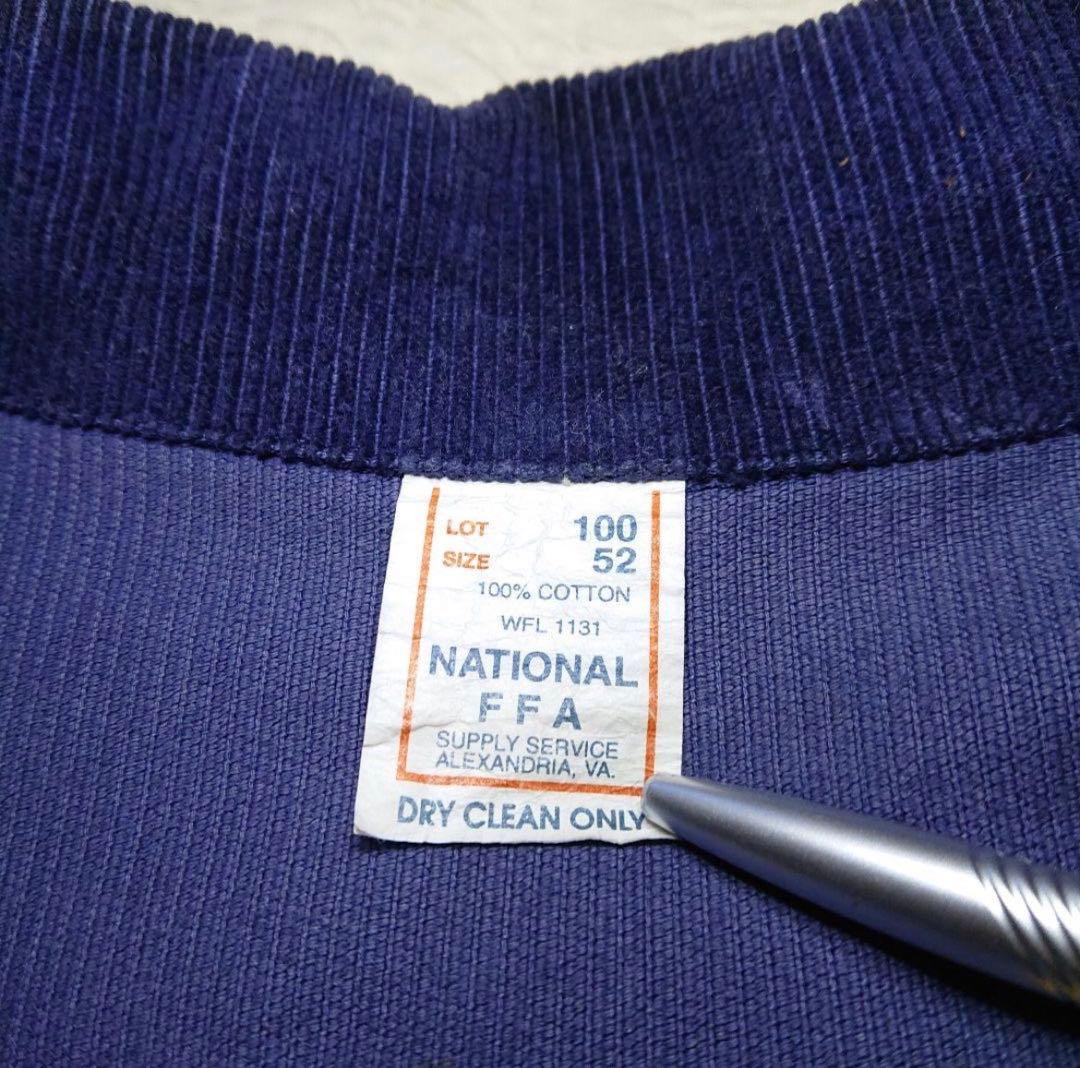 LOT 100
SIZE 52
100% COTTON
WFL 1131
NATIONAL
F F A
SUPPLY SERVICE
ALEXANDRIA, VA.
DRY CLEAN ONLY